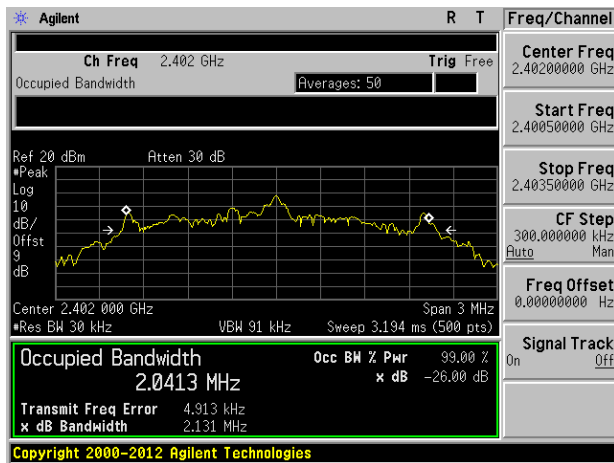 Agilent R T Freq/Channel
Ch Freq 2.402 GHz Trig Free
Occupied Bandwidth Averages: 50
Center Freq
2.40200000 GHz
Start Freq
2.40050000 GHz
Stop Freq
2.40350000 GHz
CF Step
300.000000 kHz
Auto Man
Freq Offset
0.00000000 Hz
Signal Track
On Off
Ref 20 dBm Atten 30 dB
#Peak
Log
10
dB/
Offst
9
dB
Center 2.402 000 GHz Span 3 MHz
#Res BW 30 kHz VBW 91 kHz Sweep 3.194 ms (500 pts)
Occupied Bandwidth Occ BW % Pwr 99.00 %
2.0413 MHz x dB -26.00 dB
Transmit Freq Error 4.913 kHz
x dB Bandwidth 2.131 MHz
Copyright 2000-2012 Agilent Technologies